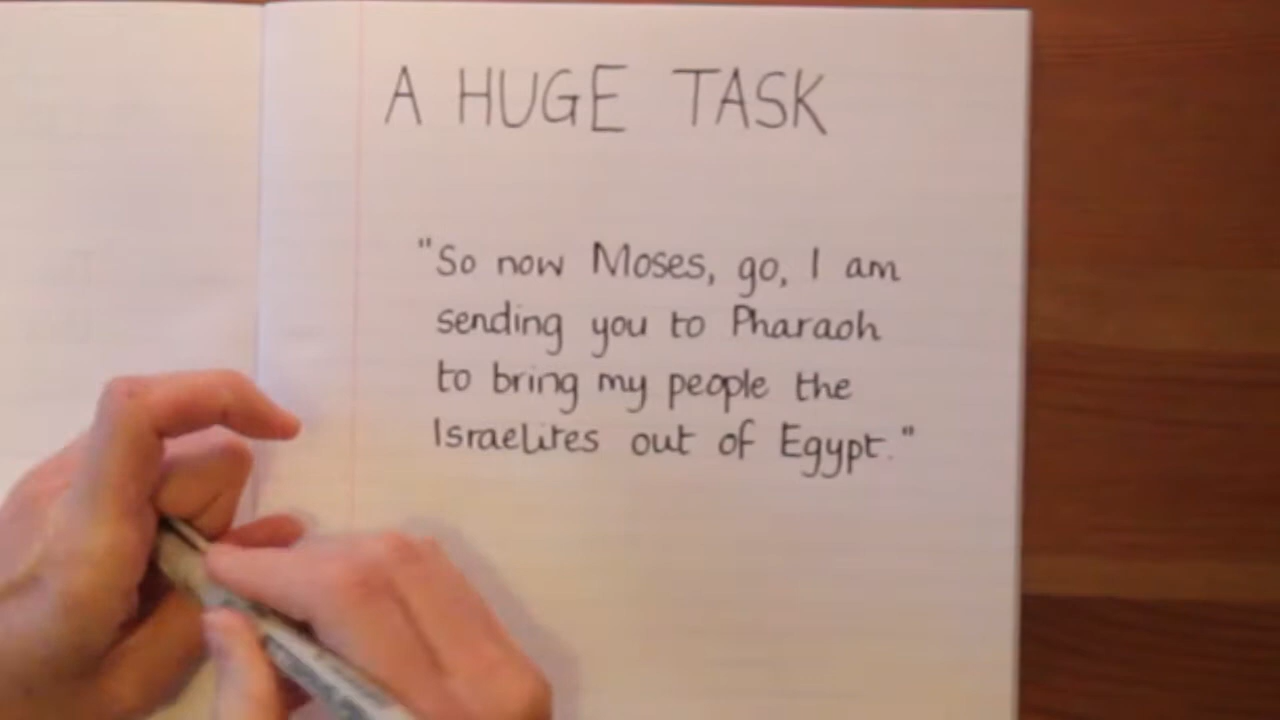 A HUGE TASK
"So now Moses, go, I am
sending you to Pharaoh
to bring my people the
Israelites out of Egypt."